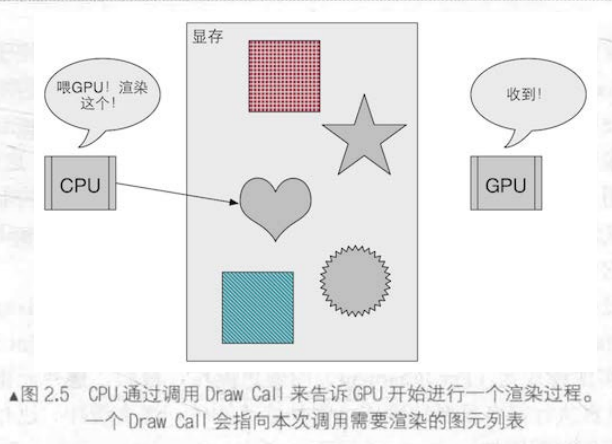 显存
喂GPU！渲染
这个！
收到！
CPU
GPU
▲图 2.5 CPU 通过调用 Draw Call 来告诉 GPU 开始进行一个渲染过程。
一个 Draw Call 会指向本次调用需要渲染的图元列表